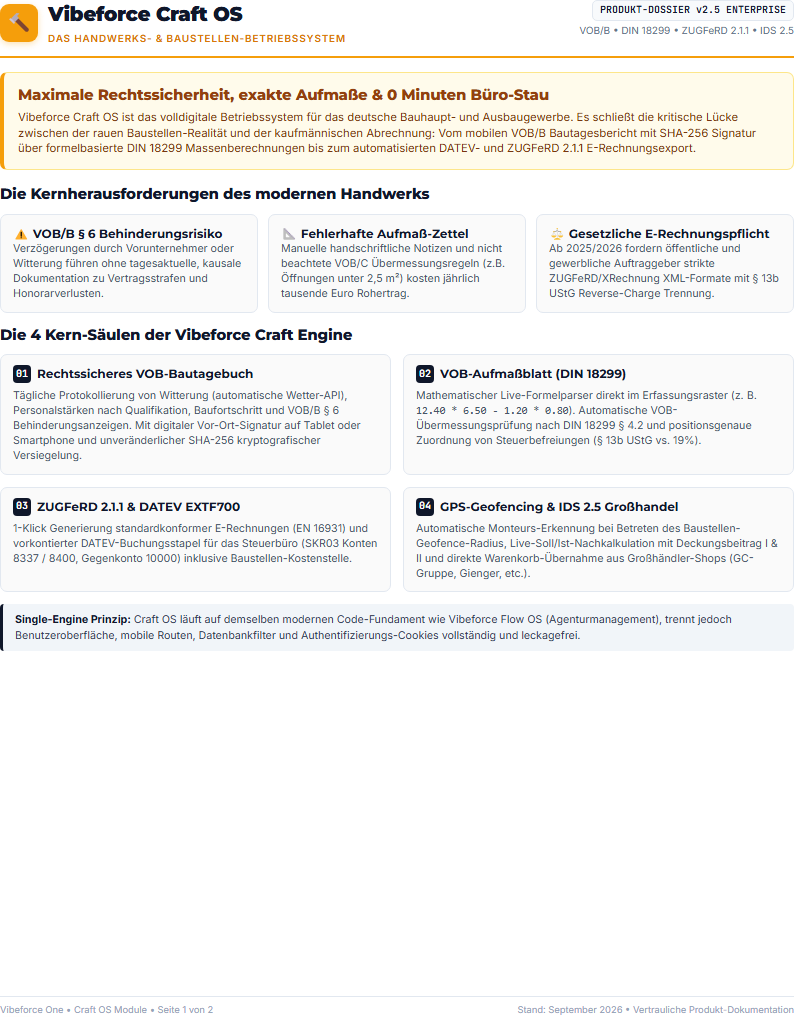 Vibeforce Craft OS
DAS HANDWERKS- & BAUSTELLEN-BETRIEBSSYSTEM
PRODUKT-DOSSIER v2.5 ENTERPRISE
VOB/B • DIN 18299 • ZUGFeRD 2.1.1 • IDS 2.5
Maximale Rechtssicherheit, exakte Aufmaße & 0 Minuten Büro-Stau
Vibeforce Craft OS ist das volldigitale Betriebssystem für das deutsche Bauhaupt- und Ausbaugewerbe. Es schließt die kritische Lücke
zwischen der rauen Baustellen-Realität und der kaufmännischen Abrechnung: Vom mobilen VOB/B Bautagesbericht mit SHA-256 Signatur
über formelbasierte DIN 18299 Massenberechnungen bis zum automatisierten DATEV- und ZUGFeRD 2.1.1 E-Rechnungsexport.
Die Kernherausforderungen des modernen Handwerks
VOB/B § 6 Behinderungsrisiko
Verzögerungen durch Vorunternehmer oder
Witterung führen ohne tagesaktuelle, kausale
Dokumentation zu Vertragsstrafen und
Honorarverlusten.
Fehlerhafte Aufmaß-Zettel
Manuelle handschriftliche Notizen und nicht
beachtete VOB/C Übermessungsregeln (z.B.
Öffnungen unter 2,5 m²) kosten jährlich
tausende Euro Rohertrag.
Gesetzliche E-Rechnungspflicht
Ab 2025/2026 fordern öffentliche und
gewerbliche Auftraggeber strikte
ZUGFeRD/XRechnung XML-Formate mit § 13b
UStG Reverse-Charge Trennung.
Die 4 Kern-Säulen der Vibeforce Craft Engine
01 Rechtssicheres VOB-Bautagebuch
Tägliche Protokollierung von Witterung (automatische Wetter-API),
Personalstärken nach Qualifikation, Baufortschritt und VOB/B § 6
Behinderungsanzeigen. Mit digitaler Vor-Ort-Signatur auf Tablet oder
Smartphone und unveränderlicher SHA-256 kryptografischer
Versiegelung.
02 VOB-Aufmaßblatt (DIN 18299)
Mathematischer Live-Formelparser direkt im Erfassungsraster (z. B.
12.40 * 6.50 - 1.20 * 0.80). Automatische VOB-
Übermessungsprüfung nach DIN 18299 § 4.2 und positionsgenaue
Zuordnung von Steuerbefreiungen (§ 13b UStG vs. 19%).
03 ZUGFeRD 2.1.1 & DATEV EXTF700
1-Klick Generierung standardkonformer E-Rechnungen (EN 16931) und
vorkontierter DATEV-Buchungsstapel für das Steuerbüro (SKR03 Konten
8337 / 8400, Gegenkonto 10000) inklusive Baustellen-Kostenstelle.
04 GPS-Geofencing & IDS 2.5 Großhandel
Automatische Monteurs-Erkennung bei Betreten des Baustellen-
Geofence-Radius, Live-Soll/Ist-Nachkalkulation mit Deckungsbeitrag I &
II und direkte Warenkorb-Übernahme aus Großhändler-Shops (GC-
Gruppe, Gienger, etc.).
Single-Engine Prinzip: Craft OS läuft auf demselben modernen Code-Fundament wie Vibeforce Flow OS (Agenturmanagement), trennt jedoch
Benutzeroberfläche, mobile Routen, Datenbankfilter und Authentifizierungs-Cookies vollständig und leckagefrei.
Vibeforce One • Craft OS Module • Seite 1 von 2
Stand: September 2026 • Vertrauliche Produkt-Dokumentation